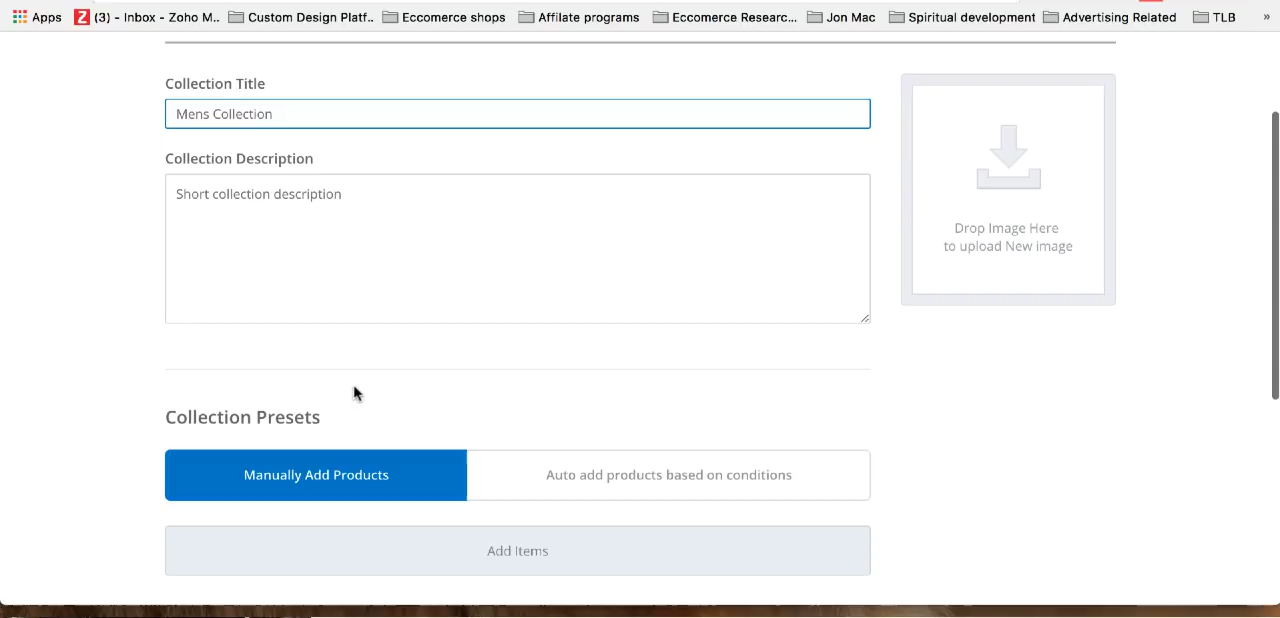 Apps (3) - Inbox - Zoho M.. Custom Design Platf.. Eccomerce shops Affilate programs Eccomerce Researc... Jon Mac Spiritual development Advertising Related TLB »
Collection Title
Mens Collection
Collection Description
Short collection description
Drop Image Here
to upload New image
Collection Presets
Manually Add Products Auto add products based on conditions
Add Items